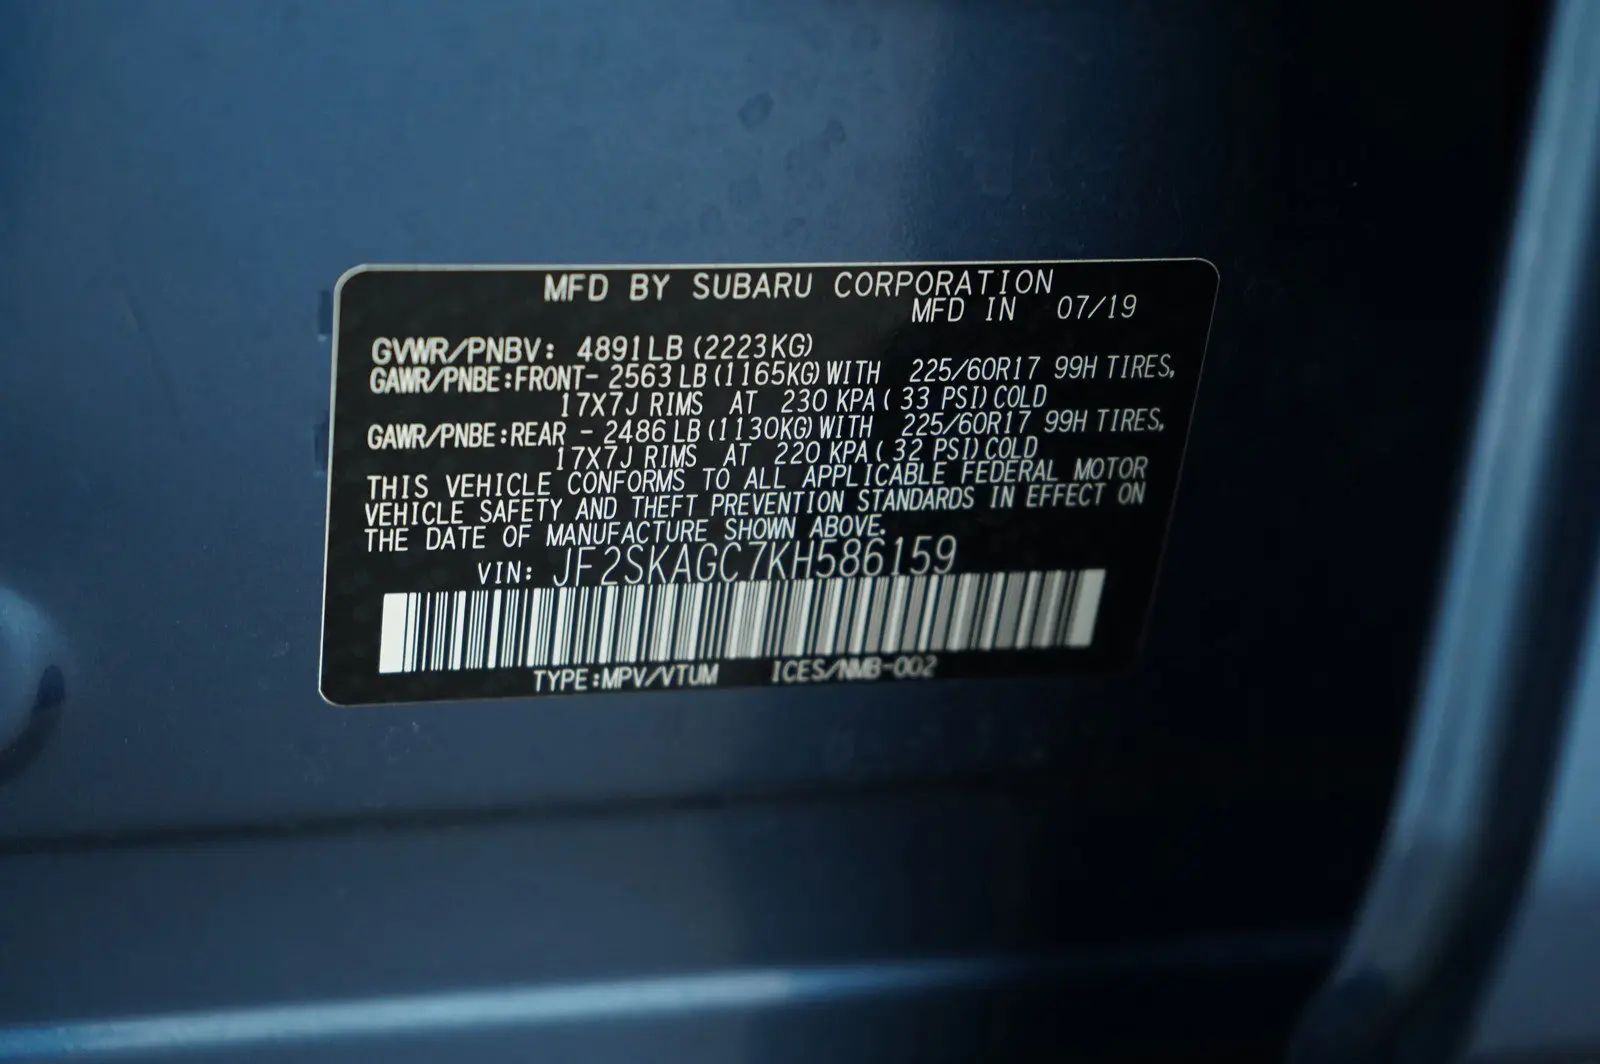 MFD BY SUBARU CORPORATION
MFD IN 07/19
GVWR/PNBV: 4891LB (2223KG)
GAWR/PNBE:FRONT- 2563 LB (1165KG) WITH 225/60R17 99H TIRES,
17X7J RIMS AT 230 KPA ( 33 PSI) COLD
GAWR/PNBE:REAR - 2486 LB (1130KG) WITH 225/60R17 99H TIRES,
17X7J RIMS AT 220 KPA ( 32 PSI) COLD
THIS VEHICLE CONFORMS TO ALL APPLICABLE FEDERAL MOTOR
VEHICLE SAFETY AND THEFT PREVENTION STANDARDS IN EFFECT ON
THE DATE OF MANUFACTURE SHOWN ABOVE.
VIN: JF2SKAGC7KH586159
TYPE:MPV/VTUM ICES/NMB-002